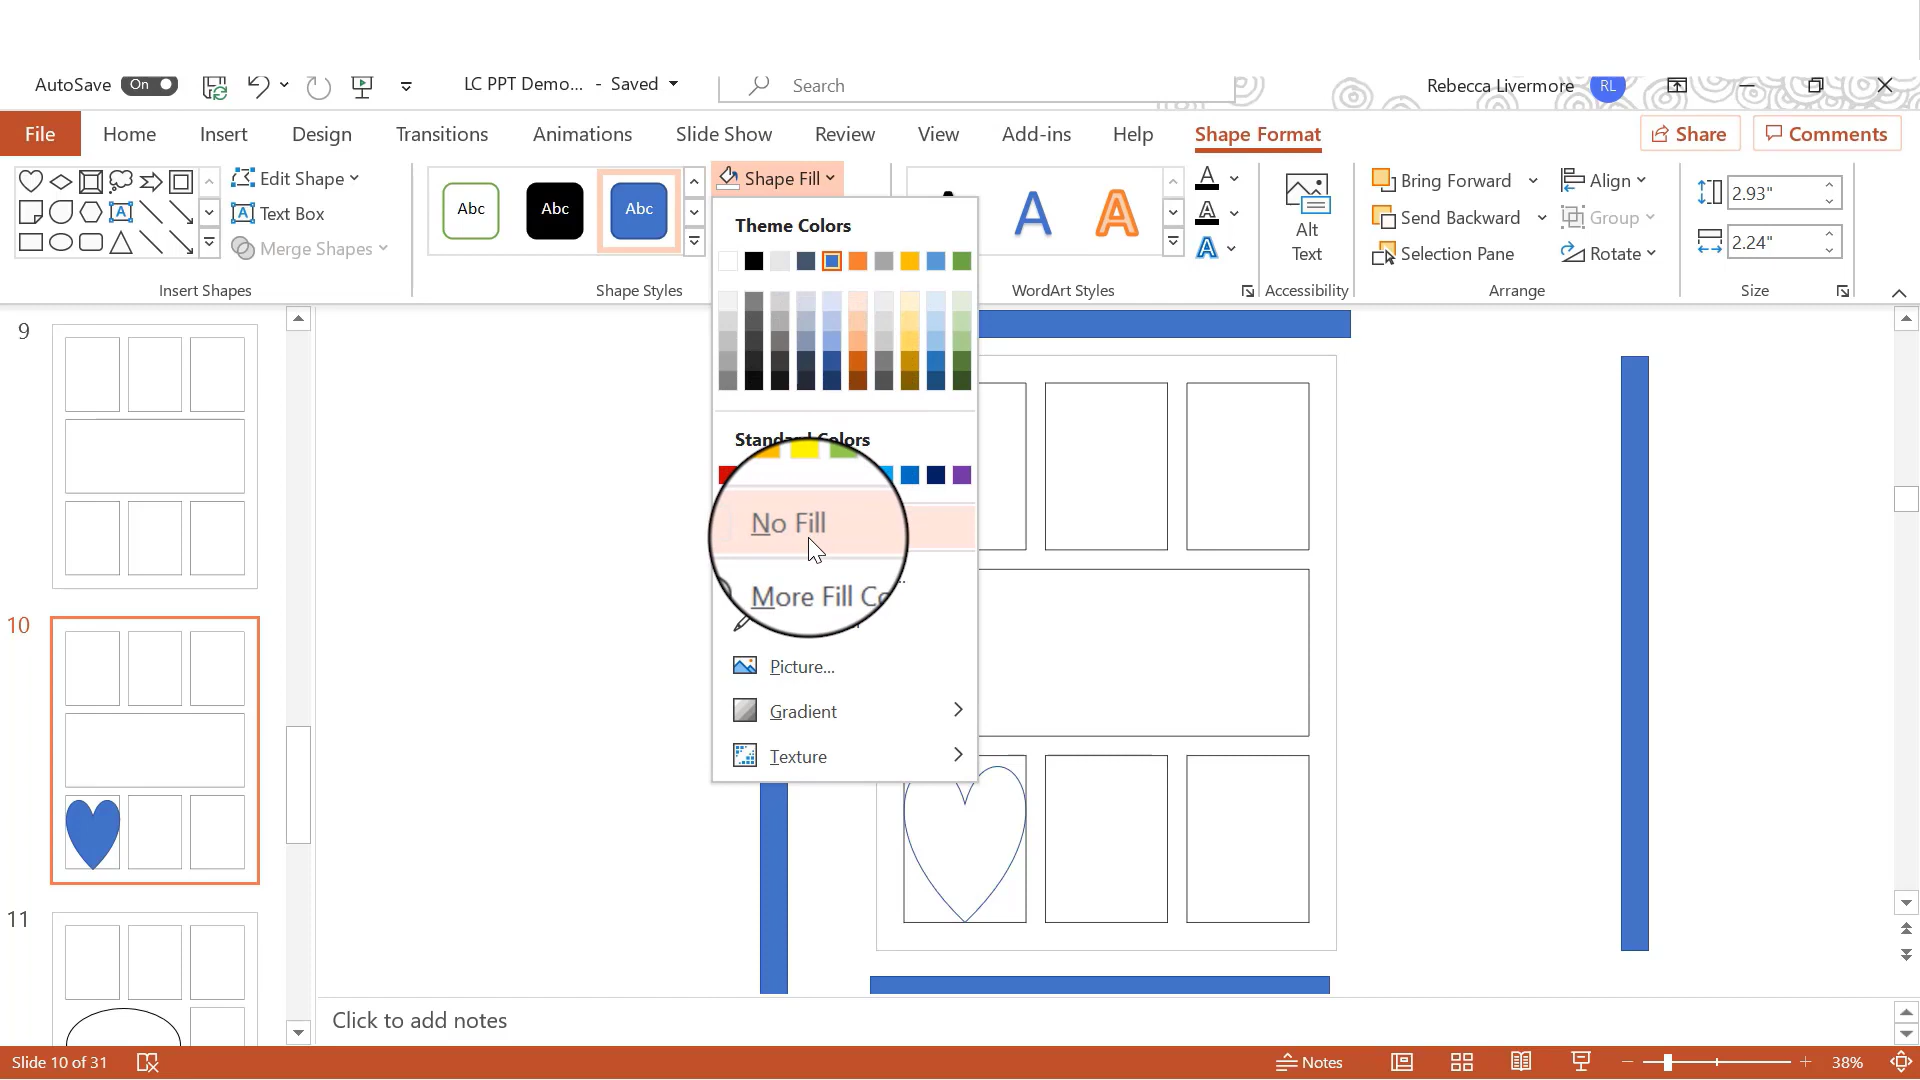 AutoSave On LC PPT Demo... - Saved Search Rebecca Livermore RL
File Home Insert Design Transitions Animations Slide Show Review View Add-ins Help Shape Format Share Comments
Edit Shape
Text Box
Merge Shapes
Insert Shapes
Abc Abc Abc
Shape Styles
Shape Fill
Theme Colors
Standard Colors
No Fill
More Fill Co
Picture...
Gradient
Texture
WordArt Styles
Alt
Text
Accessibility
Bring Forward
Send Backward
Selection Pane
Align
Group
Rotate
Arrange
2.93"
2.24"
Size
9
10
11
Click to add notes
Slide 10 of 31 Notes 38%